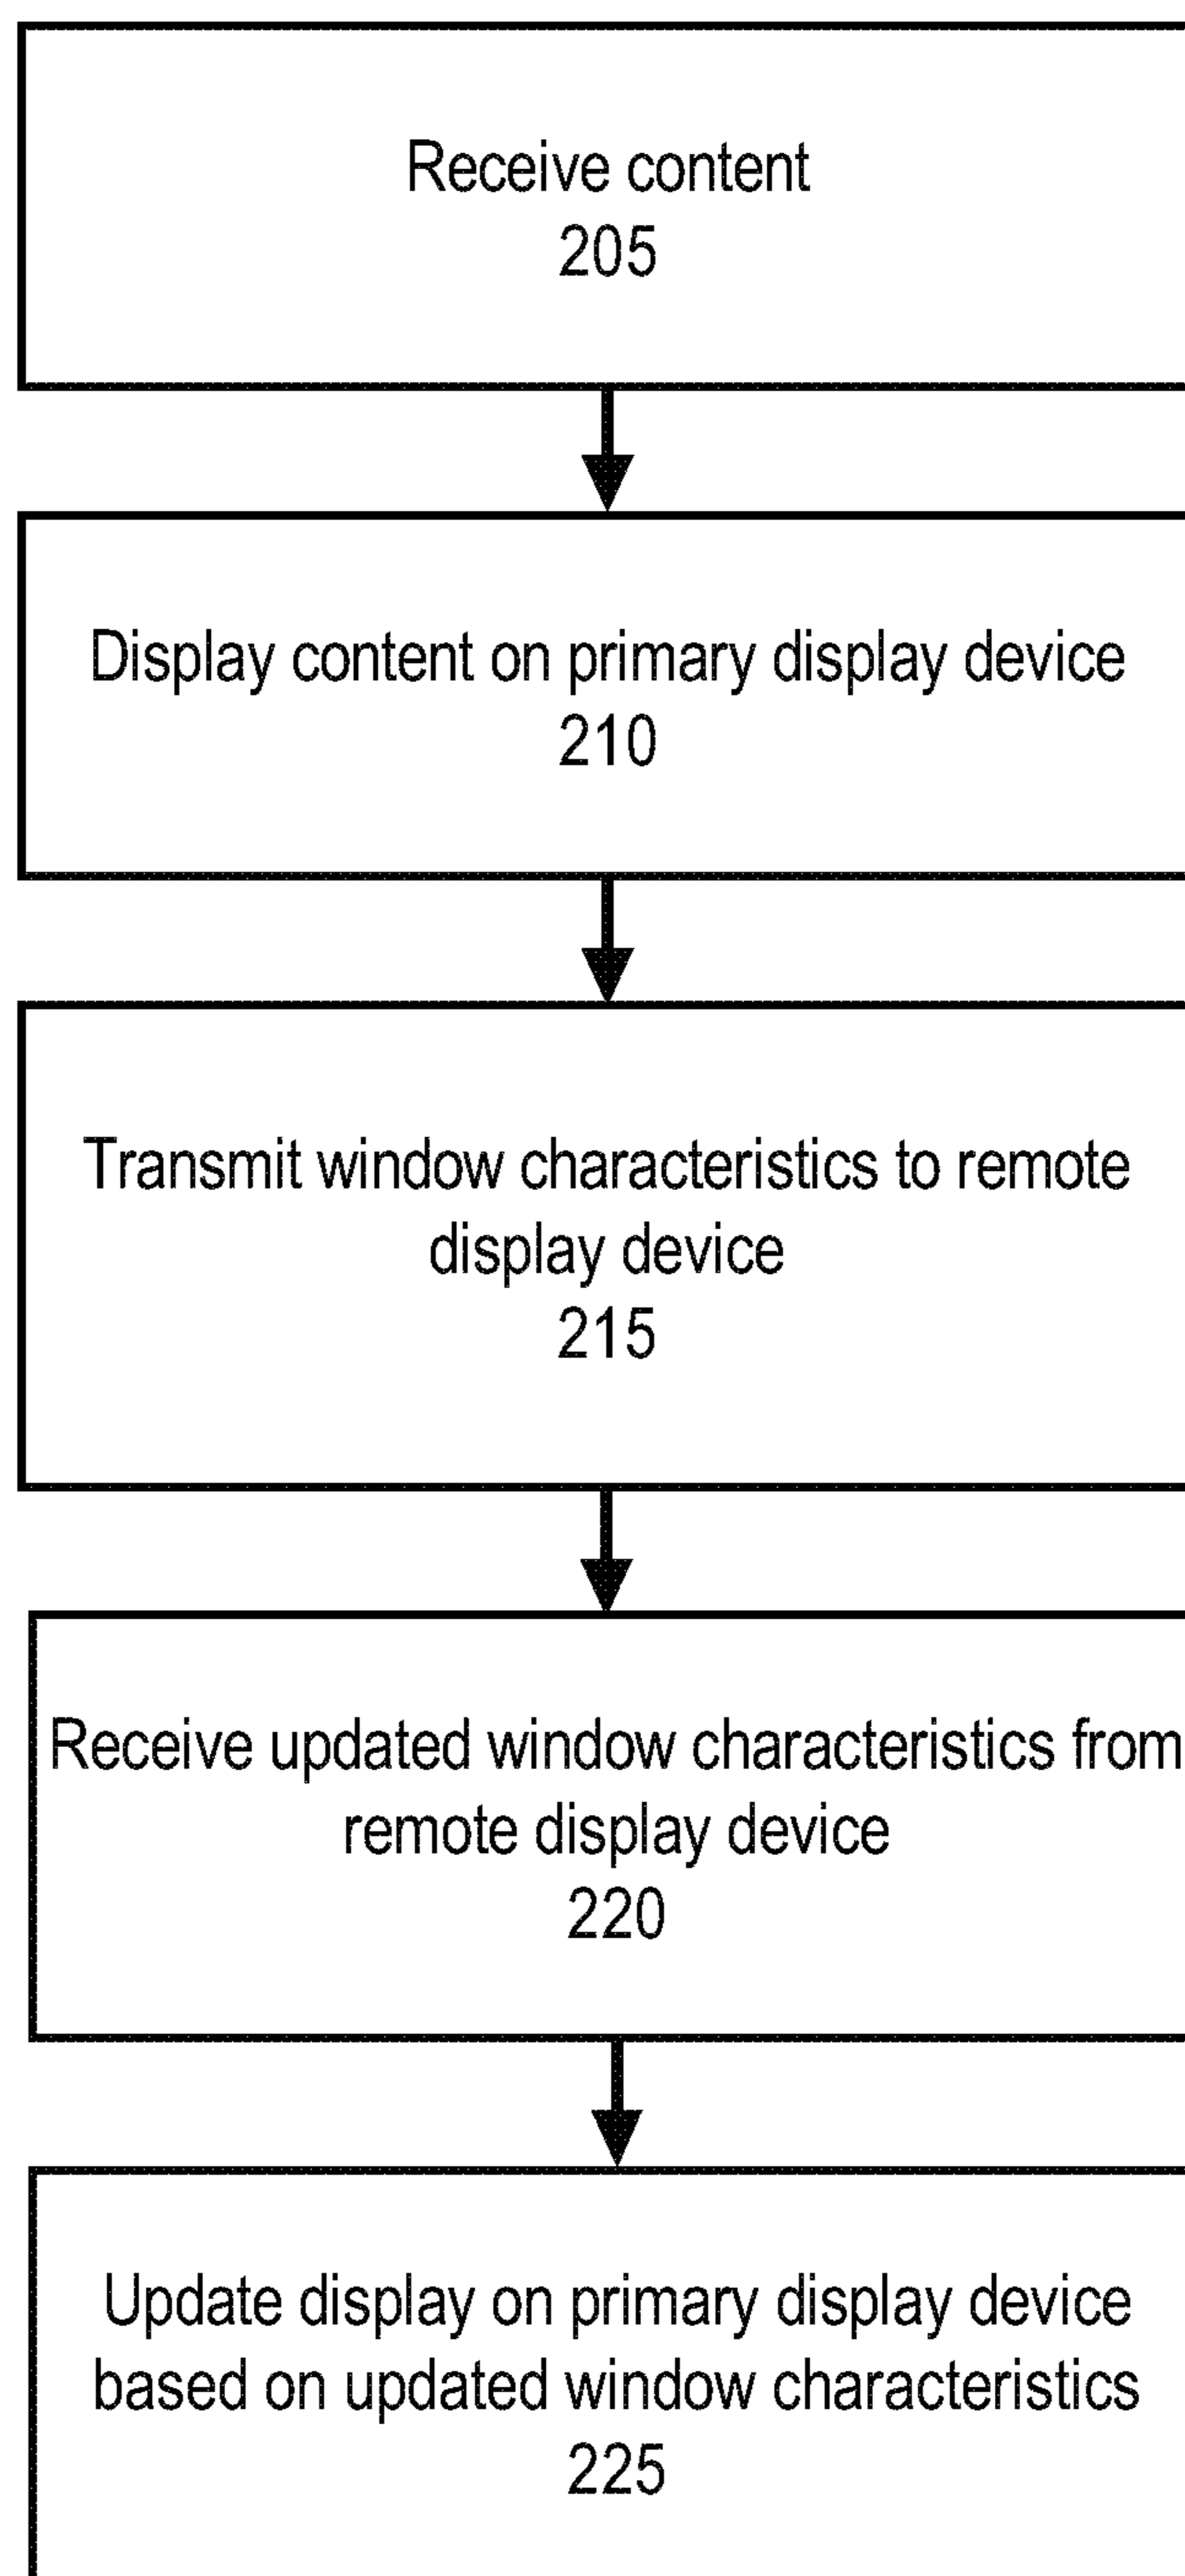 Receive content
205
Display content on primary display device
210
Transmit window characteristics to remote
display device
215
Receive updated window characteristics from
remote display device
220
Update display on primary display device
based on updated window characteristics
225